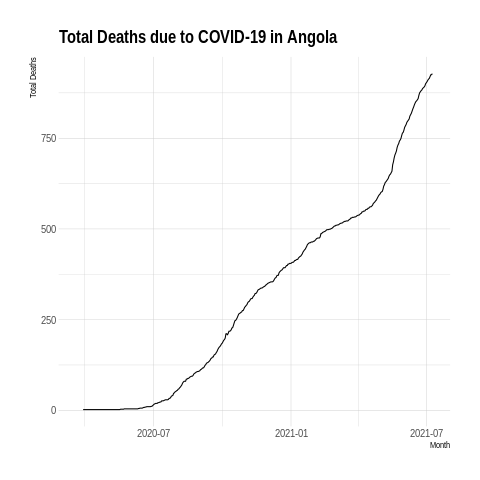 Total Deaths due to COVID-19 in Angola
Total Deaths
750
500
250
0
2020-07
2021-01
2021-07
Month